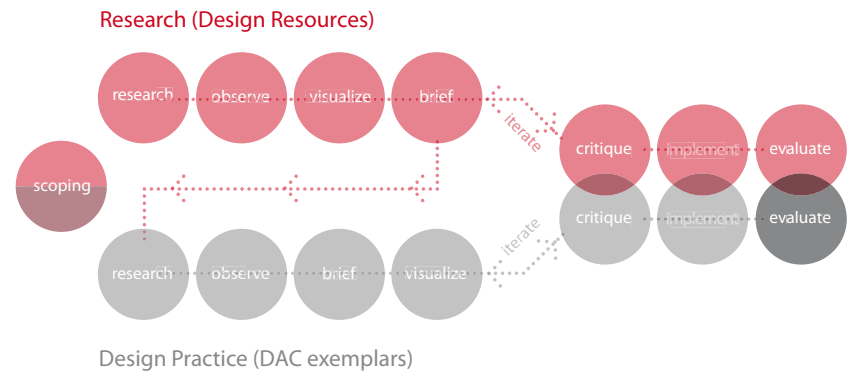 Research (Design Resources)
research observe visualize brief
iterate
critique implement evaluate
scoping
critique implement evaluate
iterate
research observe brief visualize
Design Practice (DAC exemplars)